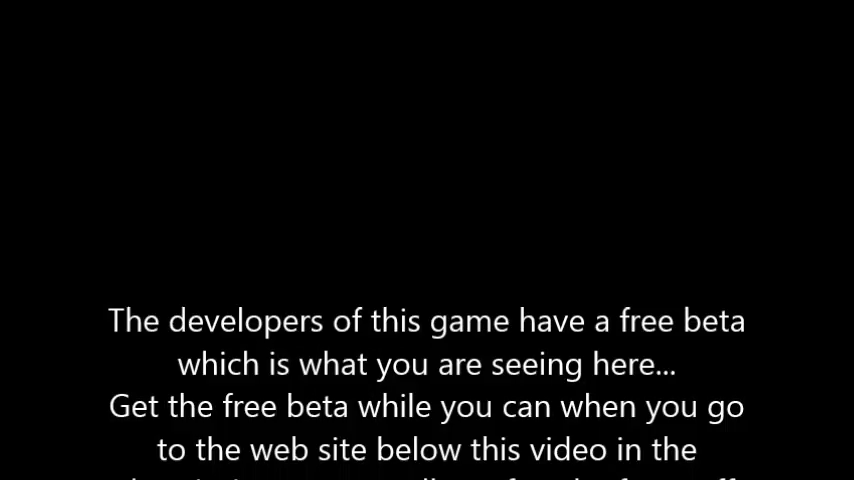 The developers of this game have a free beta
which is what you are seeing here...
Get the free beta while you can when you go
to the web site below this video in the